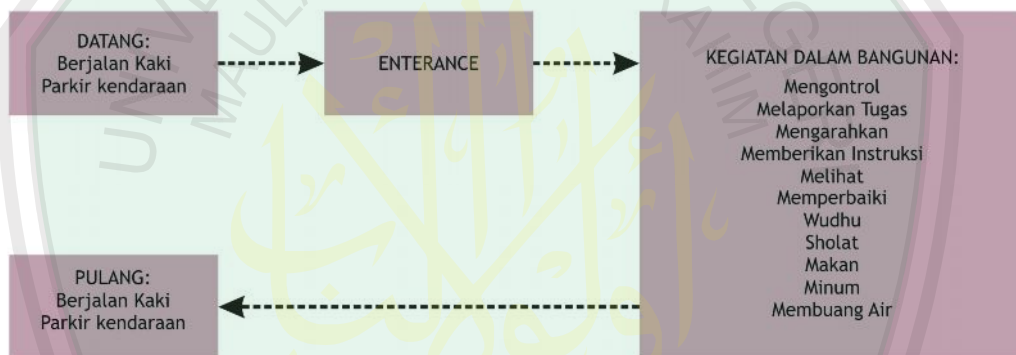 DATANG:
Berjalan Kaki
Parkir kendaraan
ENTERANCE
KEGIATAN DALAM BANGUNAN:
Mengontrol
Melaporkan Tugas
Mengarahkan
Memberikan Instruksi
Melihat
Memperbaiki
Wudhu
Sholat
Makan
Minum
Membuang Air
PULANG:
Berjalan Kaki
Parkir kendaraan